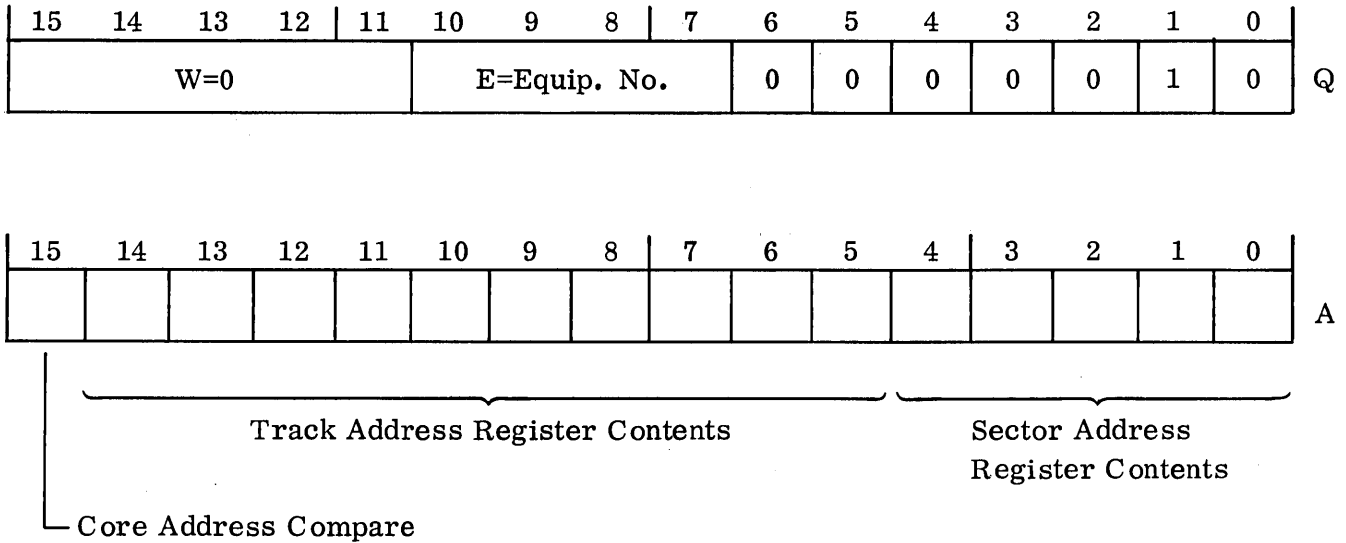 15 14 13 12 11 10 9 8 7 6 5 4 3 2 1 0
W=0 E=Equip. No. 0 0 0 0 0 1 0 Q
15 14 13 12 11 10 9 8 7 6 5 4 3 2 1 0
A
Track Address Register Contents Sector Address
Register Contents
Core Address Compare